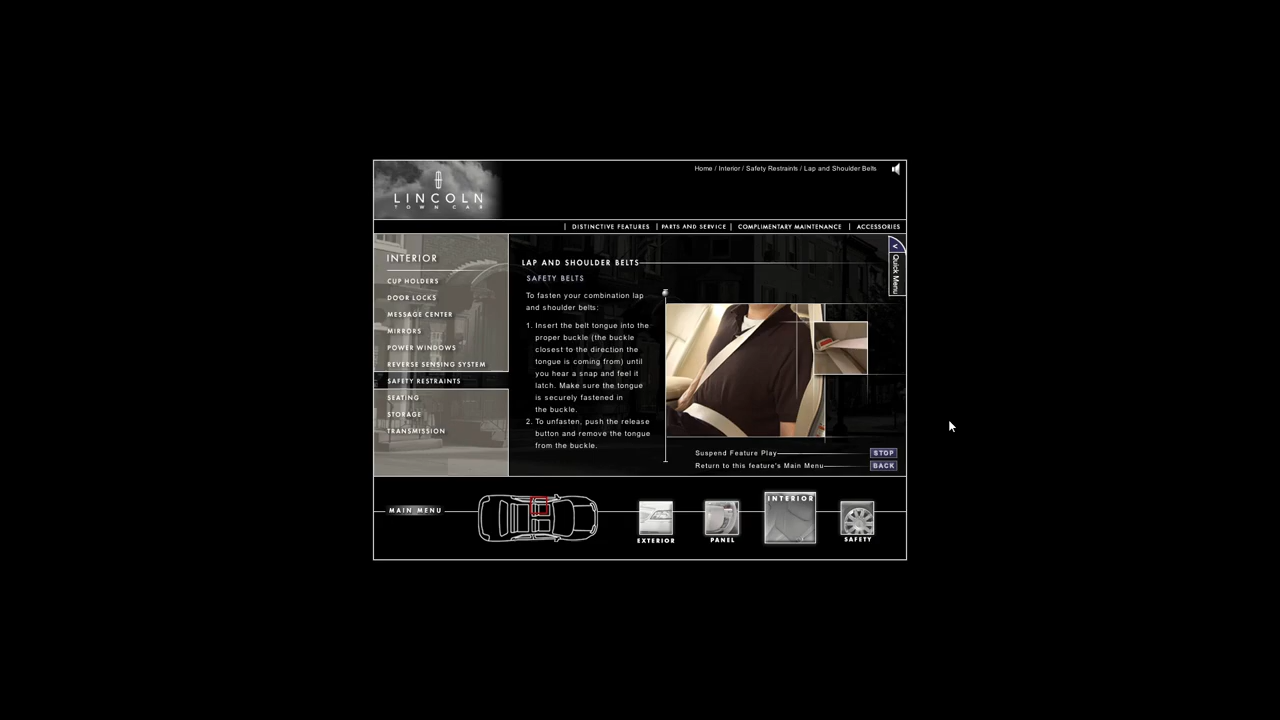 Home / Interior / Safety Restraints / Lap and Shoulder Belts
LINCOLN
TOWN CAR
DISTINCTIVE FEATURES | PARTS AND SERVICE | COMPLIMENTARY MAINTENANCE | ACCESSORIES
INTERIOR
CUP HOLDERS
DOOR LOCKS
MESSAGE CENTER
MIRRORS
POWER WINDOWS
REVERSE SENSING SYSTEM
SAFETY RESTRAINTS
SEATING
STORAGE
TRANSMISSION
LAP AND SHOULDER BELTS
SAFETY BELTS
To fasten your combination lap
and shoulder belts:
1. Insert the belt tongue into the
proper buckle (the buckle
closest to the direction the
tongue is coming from) until
you hear a snap and feel it
latch. Make sure the tongue
is securely fastened in
the buckle.
2. To unfasten, push the release
button and remove the tongue
from the buckle.
< Quick Menu
Suspend Feature Play STOP
Return to this feature's Main Menu BACK
MAIN MENU
EXTERIOR
PANEL
INTERIOR
SAFETY